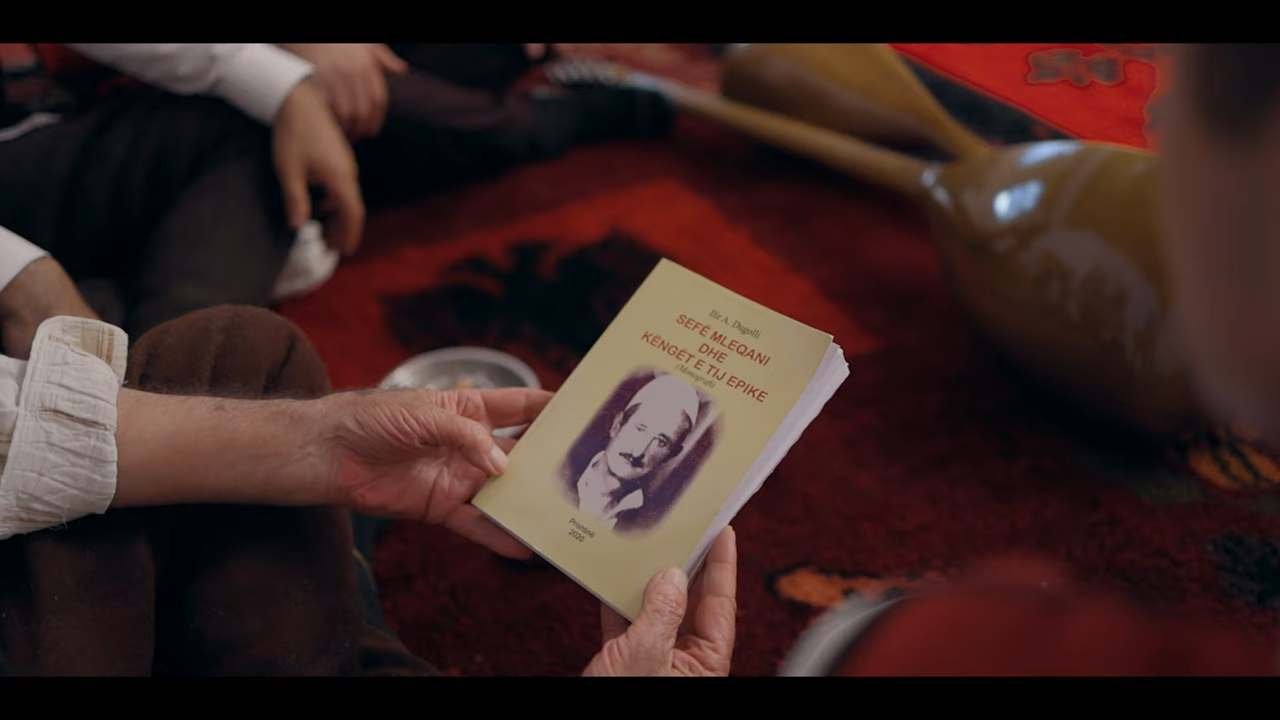 Ilir A. Dugolli
SEFË MLEQANI
DHE
KËNGËT E TIJ EPIKE
(Monografi)
Prishtinë
2020